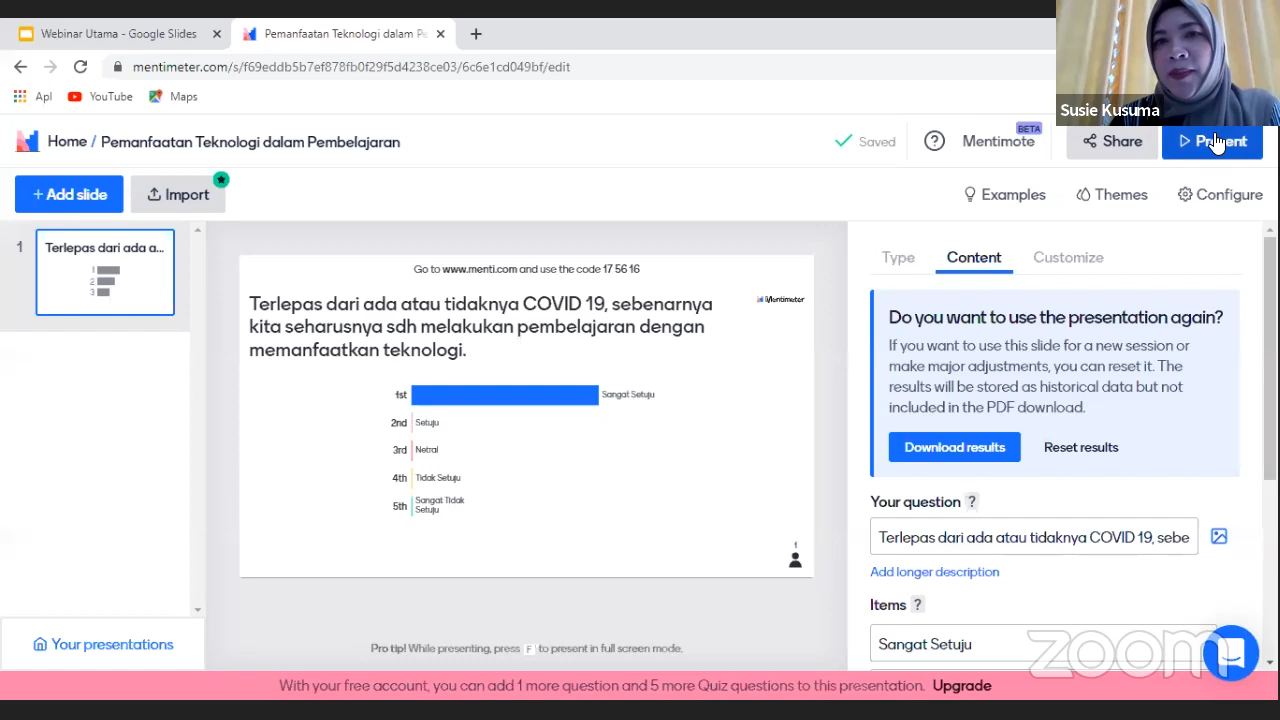 Webinar Utama - Google Slides
Pemanfaatan Teknologi dalam Pe
mentimeter.com/s/f69eddb5b7ef878fb0f29f5d4238ce03/6c6e1cd049bf/edit
Apl
YouTube
Maps
Susie Kusuma
Home / Pemanfaatan Teknologi dalam Pembelajaran
Saved
Mentimote
BETA
Share
+ Add slide
Import
Examples
Themes
Configure
1
Terlepas dari ada a...
1
2
3
Go to www.menti.com and use the code 17 56 16
Mentimeter
Terlepas dari ada atau tidaknya COVID 19, sebenarnya
kita seharusnya sdh melakukan pembelajaran dengan
memanfaatkan teknologi.
1st Sangat Setuju
2nd Setuju
3rd Netral
4th Tidak Setuju
5th Sangat Tidak
Setuju
1
Pro tip! While presenting, press F to present in full screen mode.
Your presentations
Type
Content
Customize
Do you want to use the presentation again?
If you want to use this slide for a new session or
make major adjustments, you can reset it. The
results will be stored as historical data but not
included in the PDF download.
Download results
Reset results
Your question ?
Terlepas dari ada atau tidaknya COVID 19, sebe
Add longer description
Items ?
Sangat Setuju
zoom
With your free account, you can add 1 more question and 5 more Quiz questions to this presentation. Upgrade